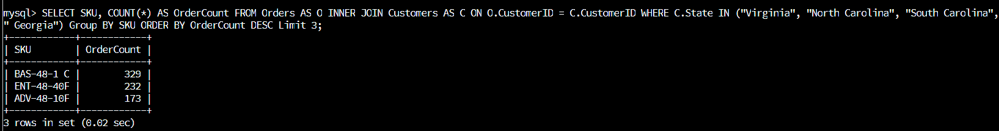 mysql> SELECT SKU, COUNT(*) AS OrderCount FROM Orders AS O INNER JOIN Customers AS C ON O.CustomerID = C.CustomerID WHERE C.State IN ("Virginia", "North Carolina", "South Carolina",
" Georgia") Group BY SKU ORDER BY OrderCount DESC Limit 3;
+------------+------------+
| SKU        | OrderCount |
+------------+------------+
| BAS-48-1 C |        329 |
| ENT-48-40F |        232 |
| ADV-48-10F |        173 |
+------------+------------+
3 rows in set (0.02 sec)